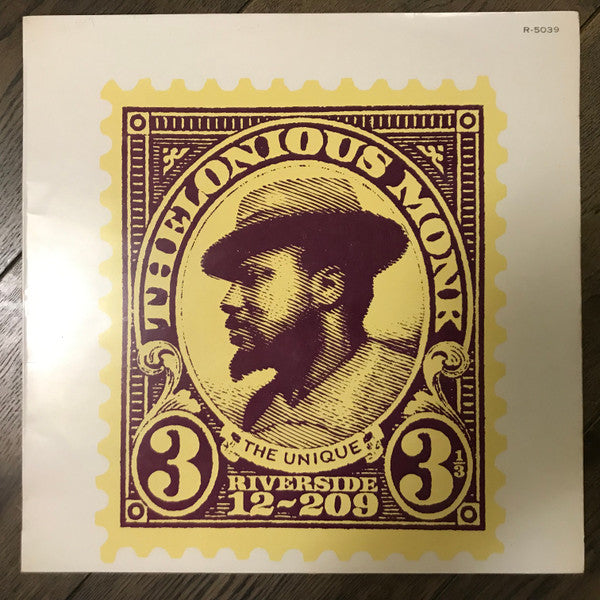 R-5039
THELONIOUS MONK
THE UNIQUE
3
3 1/3
RIVERSIDE
12~209